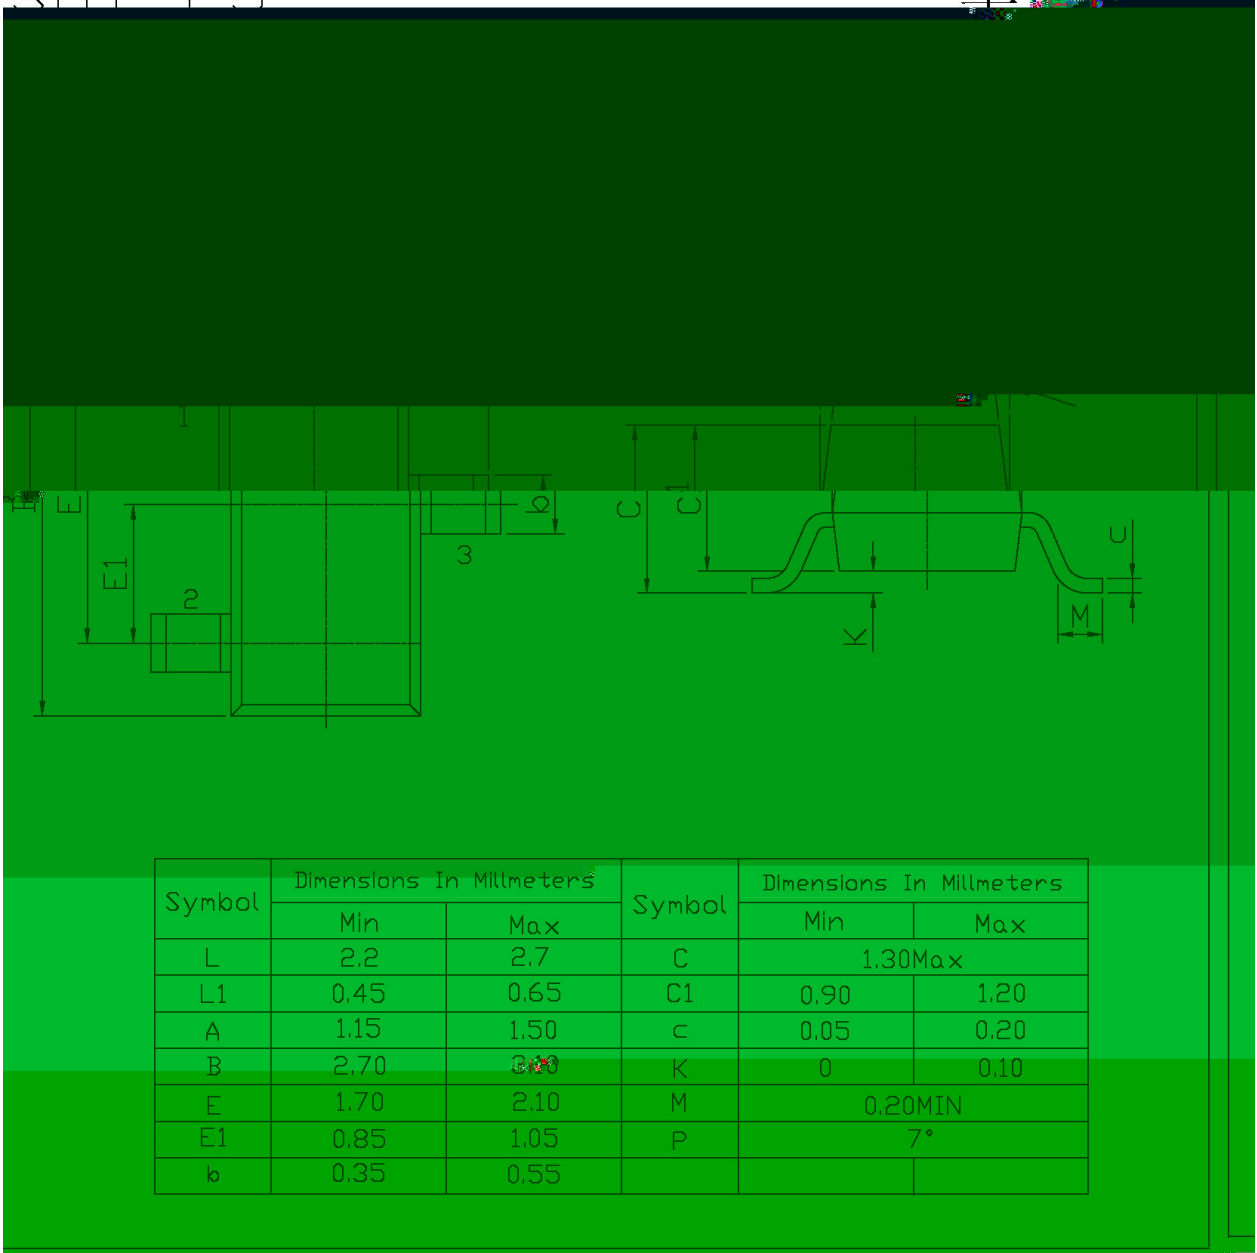 1
E
b
C
C1
c
3
E1
2
M
K
Symbol Dimensions In Millmeters Symbol Dimensions In Millmeters
Min Max Min Max
L 2.2 2.7 C 1.30Max
L1 0.45 0.65 C1 0.90 1.20
A 1.15 1.50 c 0.05 0.20
B 2.70 3.10 K 0 0.10
E 1.70 2.10 M 0.20MIN
E1 0.85 1.05 P 7°
b 0.35 0.55